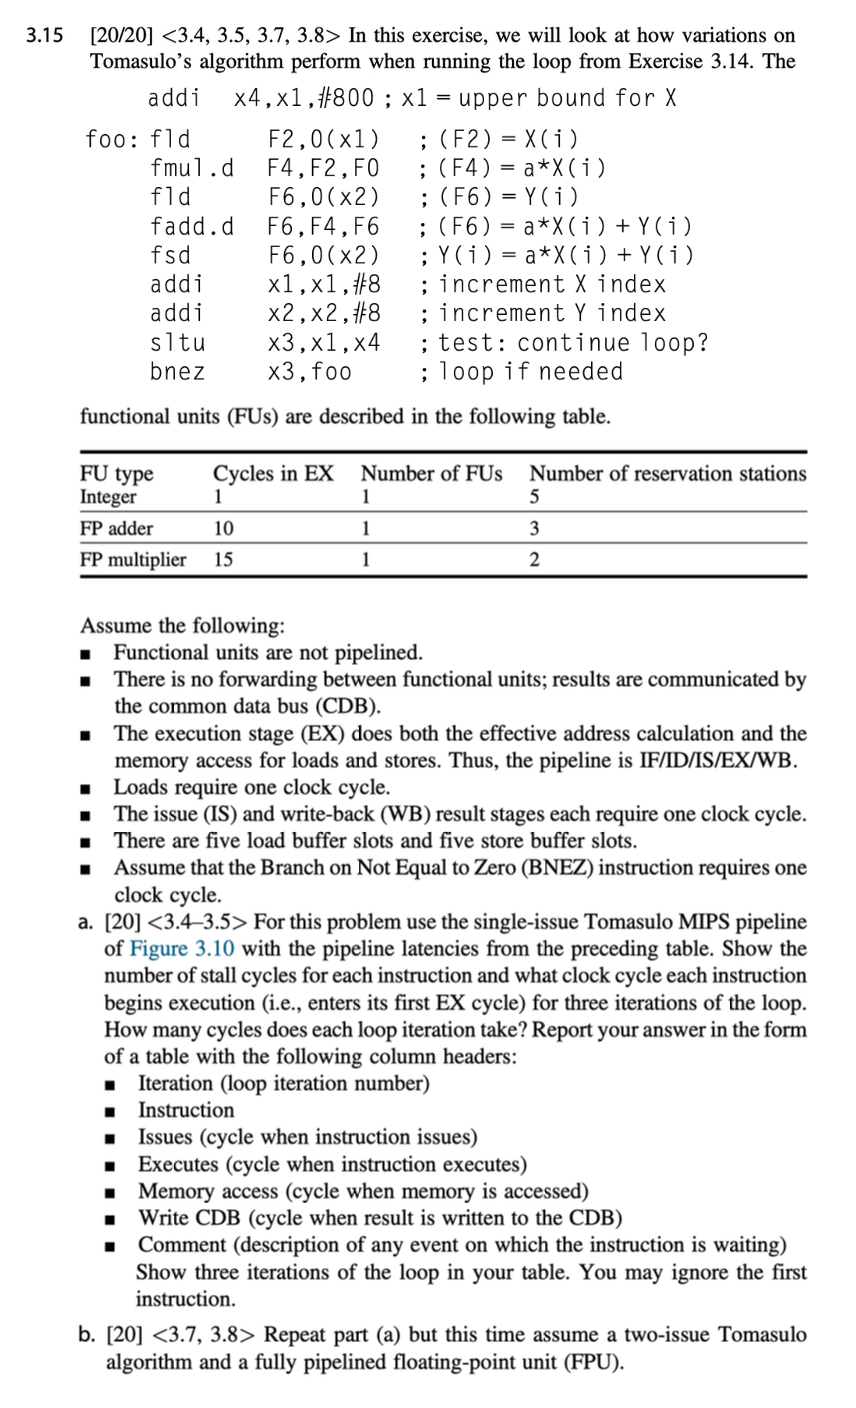 3.15 [20/20] <3.4, 3.5, 3.7, 3.8> In this exercise, we will look at how variations on
Tomasulo's algorithm perform when running the loop from Exercise 3.14. The
addi x4,x1,#800 ; x1 = upper bound for X
foo: fld F2,0(x1) ; (F2) = X(i)
fmul.d F4,F2,F0 ; (F4) = a*X(i)
fld F6,0(x2) ; (F6) = Y(i)
fadd.d F6,F4,F6 ; (F6) = a*X(i) + Y(i)
fsd F6,0(x2) ; Y(i) = a*X(i) + Y(i)
addi x1,x1,#8 ; increment X index
addi x2,x2,#8 ; increment Y index
sltu x3,x1,x4 ; test: continue loop?
bnez x3,foo ; loop if needed
functional units (FUs) are described in the following table.
FU type Cycles in EX Number of FUs Number of reservation stations
Integer 1 1 5
FP adder 10 1 3
FP multiplier 15 1 2
Assume the following:
■ Functional units are not pipelined.
■ There is no forwarding between functional units; results are communicated by
the common data bus (CDB).
■ The execution stage (EX) does both the effective address calculation and the
memory access for loads and stores. Thus, the pipeline is IF/ID/IS/EX/WB.
■ Loads require one clock cycle.
■ The issue (IS) and write-back (WB) result stages each require one clock cycle.
■ There are five load buffer slots and five store buffer slots.
■ Assume that the Branch on Not Equal to Zero (BNEZ) instruction requires one
clock cycle.
a. [20] <3.4–3.5> For this problem use the single-issue Tomasulo MIPS pipeline
of Figure 3.10 with the pipeline latencies from the preceding table. Show the
number of stall cycles for each instruction and what clock cycle each instruction
begins execution (i.e., enters its first EX cycle) for three iterations of the loop.
How many cycles does each loop iteration take? Report your answer in the form
of a table with the following column headers:
■ Iteration (loop iteration number)
■ Instruction
■ Issues (cycle when instruction issues)
■ Executes (cycle when instruction executes)
■ Memory access (cycle when memory is accessed)
■ Write CDB (cycle when result is written to the CDB)
■ Comment (description of any event on which the instruction is waiting)
Show three iterations of the loop in your table. You may ignore the first
instruction.
b. [20] <3.7, 3.8> Repeat part (a) but this time assume a two-issue Tomasulo
algorithm and a fully pipelined floating-point unit (FPU).